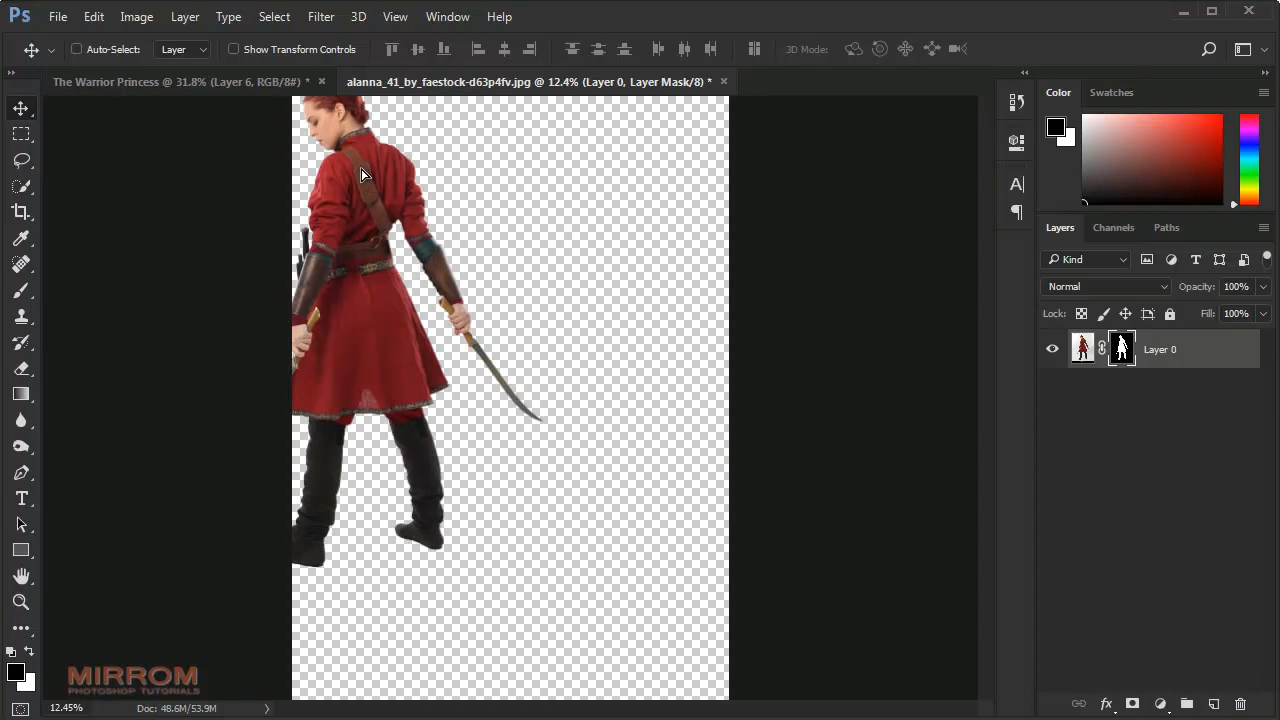 Ps File Edit Image Layer Type Select Filter 3D View Window Help
Auto-Select: Layer Show Transform Controls 3D Mode:
The Warrior Princess @ 31.8% (Layer 6, RGB/8#) * × alanna_41_by_faestock-d63p4fv.jpg @ 12.4% (Layer 0, Layer Mask/8) * ×
Color Swatches
Layers Channels Paths
Kind
Normal Opacity: 100%
Lock: Fill: 100%
Layer 0
MIRROM
PHOTOSHOP TUTORIALS
12.45% Doc: 48.6M/53.9M